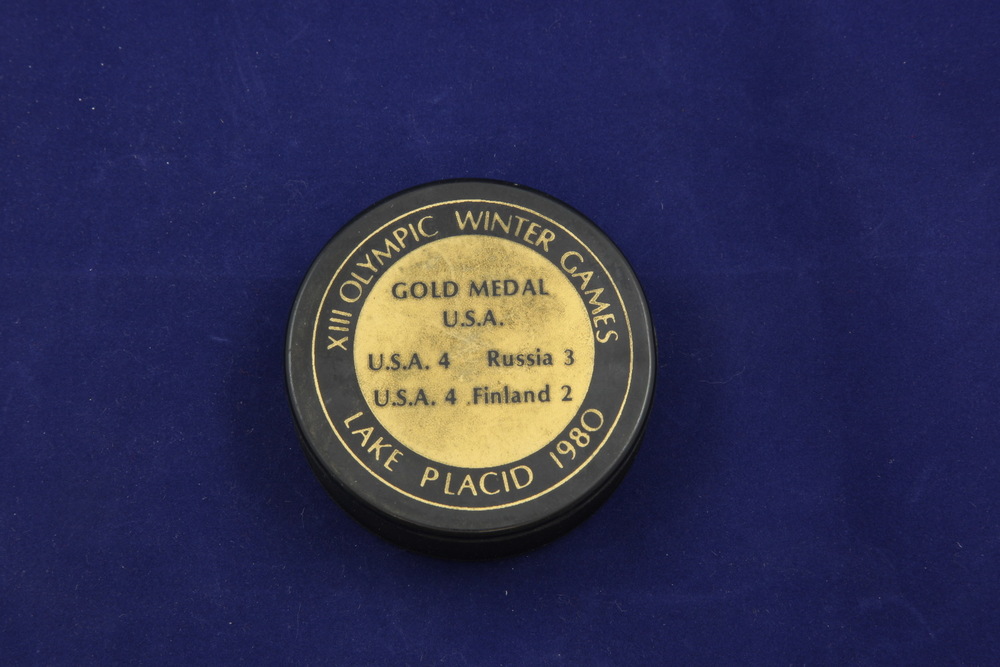 XIII OLYMPIC WINTER GAMES
GOLD MEDAL
U.S.A.
U.S.A. 4 Russia 3
U.S.A. 4 Finland 2
LAKE PLACID 1980